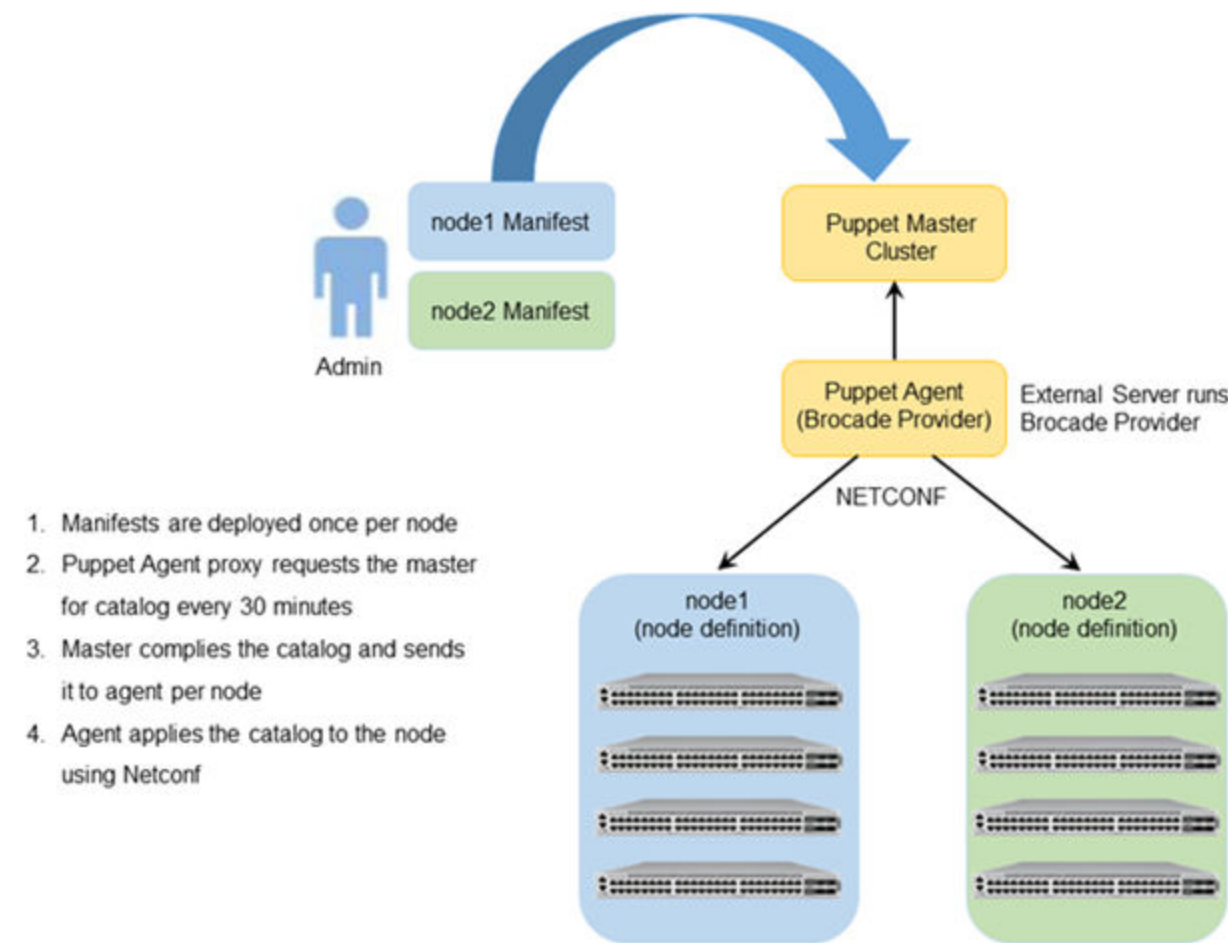 node1 Manifest
node2 Manifest
Admin
Puppet Master
Cluster
Puppet Agent
(Brocade Provider)
External Server runs
Brocade Provider
NETCONF
1. Manifests are deployed once per node
2. Puppet Agent proxy requests the master
for catalog every 30 minutes
3. Master complies the catalog and sends
it to agent per node
4. Agent applies the catalog to the node
using Netconf
node1
(node definition)
node2
(node definition)